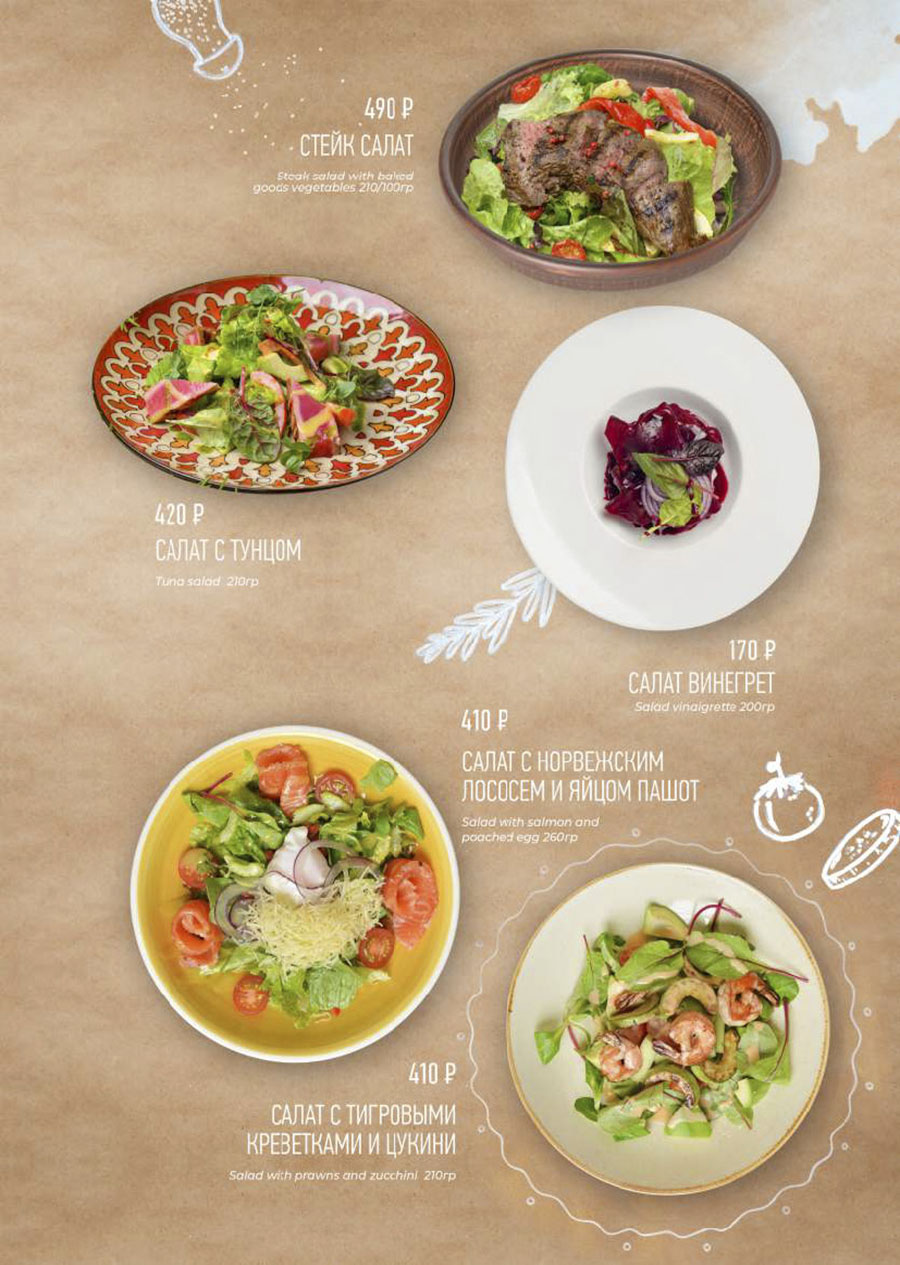 490 ₽
СТЕЙК САЛАТ
Steak salad with baked
goods vegetables 210/100гр
420 ₽
САЛАТ С ТУНЦОМ
Tuna salad 210гр
170 ₽
САЛАТ ВИНЕГРЕТ
Salad vinaigrette 200гр
410 ₽
САЛАТ С НОРВЕЖСКИМ
ЛОСОСЕМ И ЯЙЦОМ ПАШОТ
Salad with salmon and
poached egg 260гр
410 ₽
САЛАТ С ТИГРОВЫМИ
КРЕВЕТКАМИ И ЦУКИНИ
Salad with prawns and zucchini 210гр